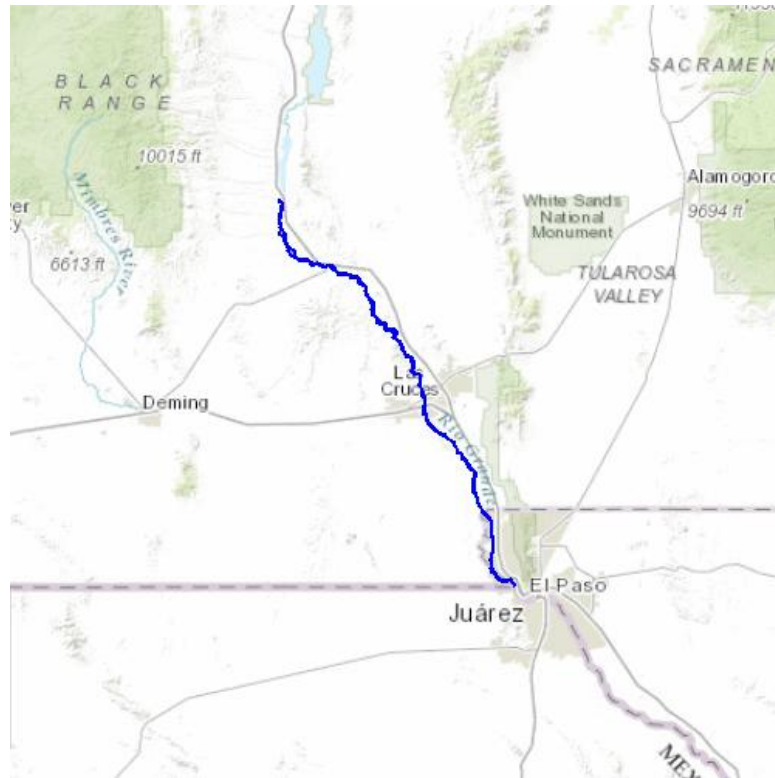 BLACK
RANGE
10015 ft
Mimbres River
6613 ft
SACRAMEN
Alamogoro
9694 ft
White Sands
National
Monument
TULAROSA
VALLEY
Las
Cruces
Deming
Rio Grande
El Paso
Juárez
MEX